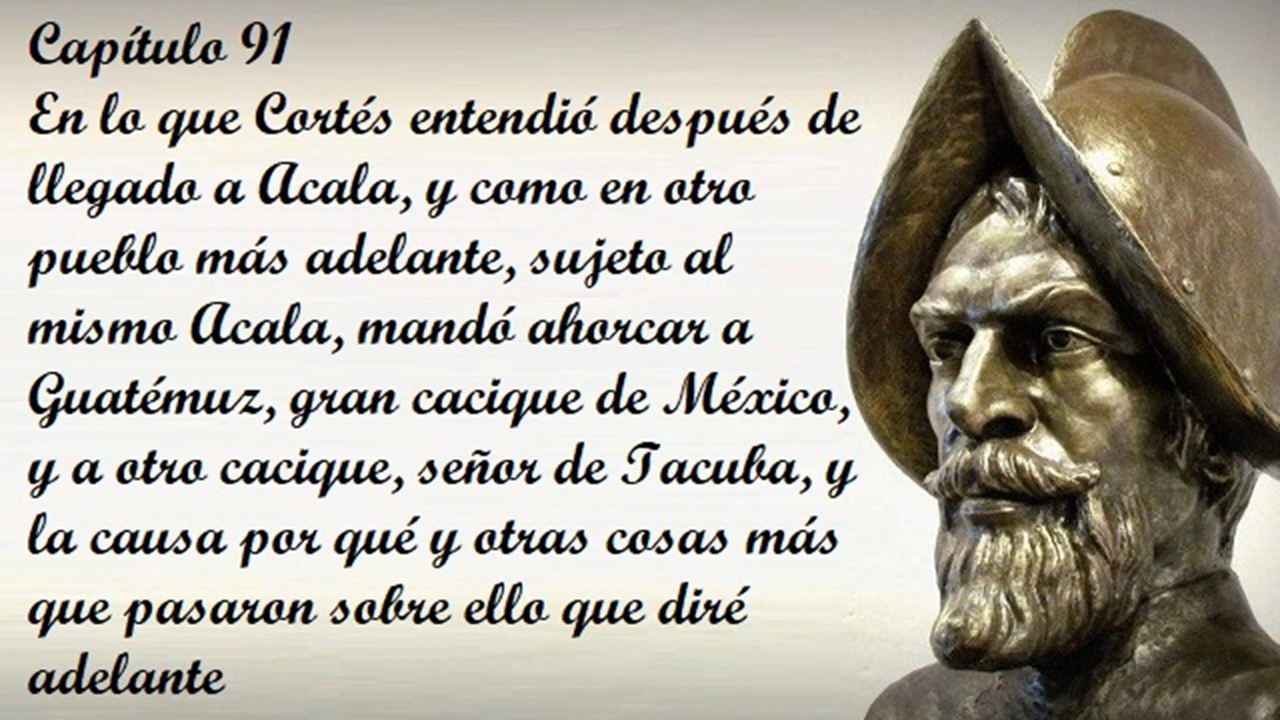 Capítulo 91
En lo que Cortés entendió después de
llegado a Acala, y como en otro
pueblo más adelante, sujeto al
mismo Acala, mandó ahorcar a
Guatémuz, gran cacique de México,
y a otro cacique, señor de Tacuba, y
la causa por qué y otras cosas más
que pasaron sobre ello que diré
adelante